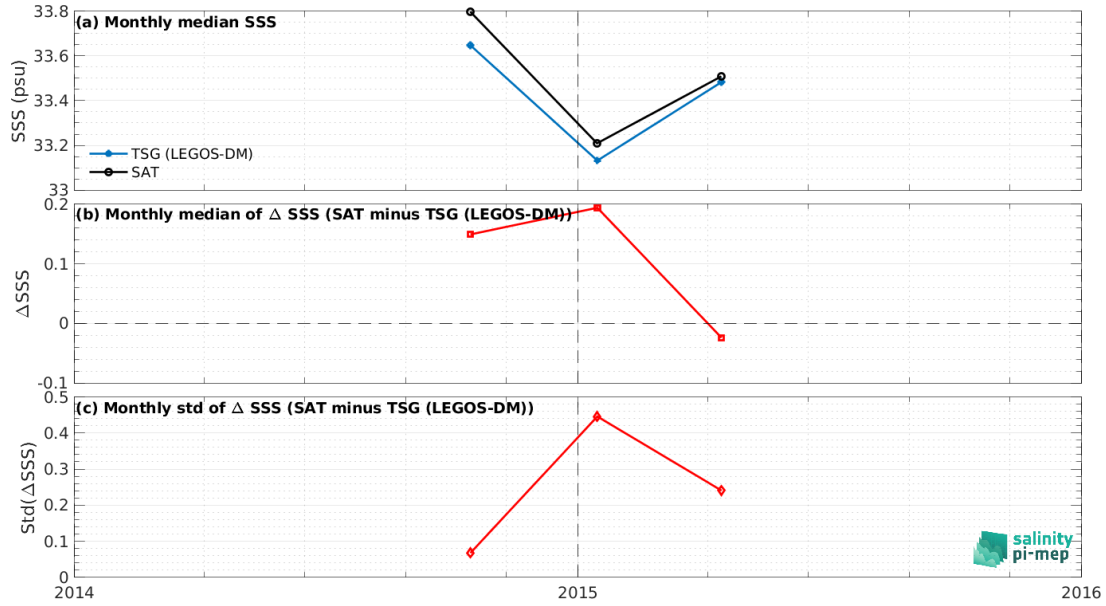 (a) Monthly median SSS
33.8
33.6
33.4
33.2
33
SSS (psu)
TSG (LEGOS-DM)
SAT
(b) Monthly median of Δ SSS (SAT minus TSG (LEGOS-DM))
0.2
0.1
0
-0.1
ΔSSS
(c) Monthly std of Δ SSS (SAT minus TSG (LEGOS-DM))
0.5
0.4
0.3
0.2
0.1
0
Std(ΔSSS)
2014
2015
2016
salinity
pi-mep